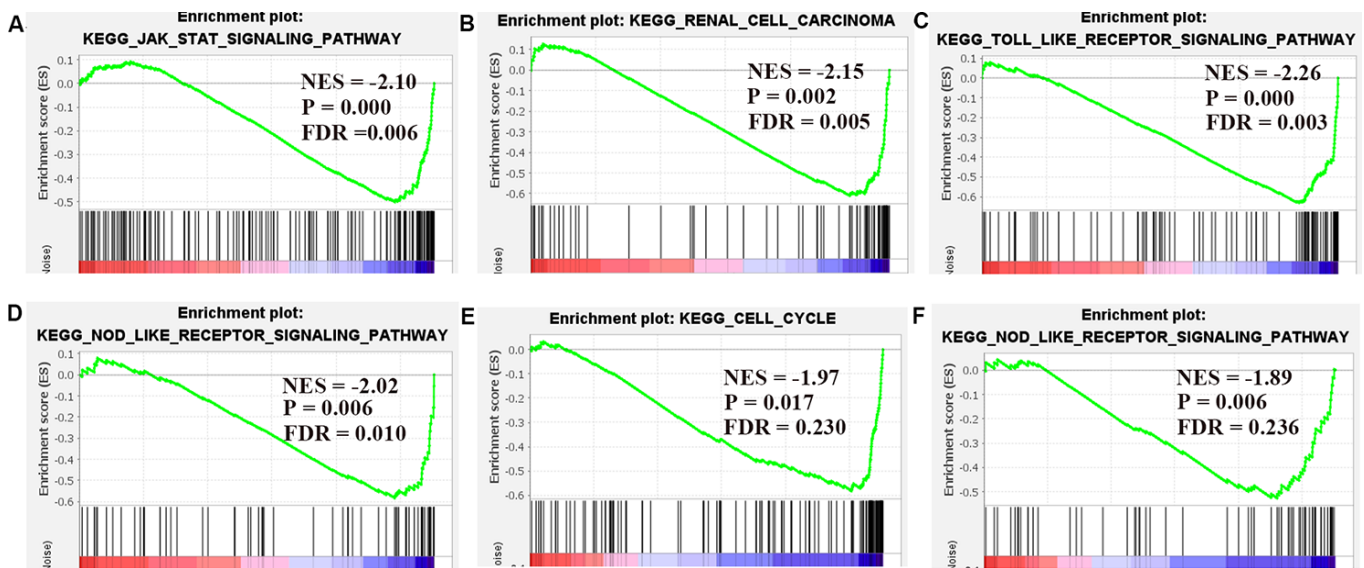 A
Enrichment plot:
KEGG_JAK_STAT_SIGNALING_PATHWAY
Enrichment score (ES)
0.1
0.0
-0.1
-0.2
-0.3
-0.4
-0.5
NES = -2.10
P = 0.000
FDR =0.006
Noise)
B
Enrichment plot: KEGG_RENAL_CELL_CARCINOMA
Enrichment score (ES)
0.1
0.0
-0.1
-0.2
-0.3
-0.4
-0.5
-0.6
NES = -2.15
P = 0.002
FDR = 0.005
Noise)
C
Enrichment plot:
KEGG_TOLL_LIKE_RECEPTOR_SIGNALING_PATHWAY
Enrichment score (ES)
0.1
0.0
-0.1
-0.2
-0.3
-0.4
-0.5
-0.6
NES = -2.26
P = 0.000
FDR = 0.003
Noise)
D
Enrichment plot:
KEGG_NOD_LIKE_RECEPTOR_SIGNALING_PATHWAY
Enrichment score (ES)
0.1
0.0
-0.1
-0.2
-0.3
-0.4
-0.5
-0.6
NES = -2.02
P = 0.006
FDR = 0.010
oise)
E
Enrichment plot: KEGG_CELL_CYCLE
Enrichment score (ES)
0.0
-0.1
-0.2
-0.3
-0.4
-0.5
-0.6
NES = -1.97
P = 0.017
FDR = 0.230
oise)
F
Enrichment plot:
KEGG_NOD_LIKE_RECEPTOR_SIGNALING_PATHWAY
Enrichment score (ES)
0.0
-0.1
-0.2
-0.3
-0.4
-0.5
NES = -1.89
P = 0.006
FDR = 0.236
oise)